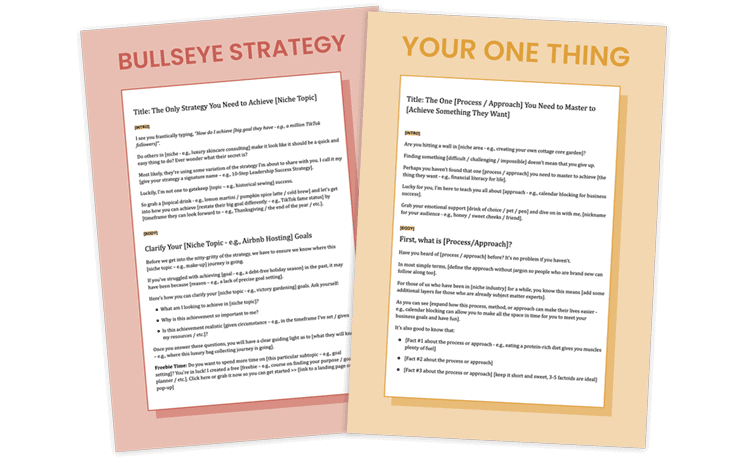 BULLSEYE STRATEGY
Title: The Only Strategy You Need to Achieve [Niche Topic]
[INTRO]
I see you frantically typing, "How do I achieve [big goal they have - e.g., a million TikTok
followers]".
Do others in [niche - e.g., luxury skincare consulting] make it look like it should be a quick and
easy thing to do? Ever wonder what their secret is?
Most likely, they're using some variation of the strategy I'm about to share with you. I call it my
[give your strategy a signature name - e.g., 10-Step Leadership Success Strategy].
Luckily, I'm not one to gatekeep [topic - e.g., historical sewing] success.
So grab a [topical drink - e.g., lemon martini / pumpkin spice latte / cold brew] and let's get
into how you can achieve [restate their big goal differently - e.g., TikTok fame status] by
[timeframe they can look forward to - e.g., Thanksgiving / the end of the year / etc.].
[BODY]
Clarify Your [Niche Topic - e.g., Airbnb Hosting] Goals
Before we get into the nitty-gritty of the strategy, we have to ensure we know where this
[niche topic - e.g., make-up] journey is going.
If you've struggled with achieving [goal - e.g., a debt-free holiday season] in the past, it may
have been because [reason - e.g., a lack of precise goal setting].
Here's how you can clarify your [niche topic - e.g., victory gardening] goals. Ask yourself:
● What am I looking to achieve in [niche topic]?
● Why is this achievement so important to me?
● Is this achievement realistic [given circumstance - e.g., in the timeframe I've set / given
my resources / etc.]?
Once you answer these questions, you will have a clear guiding light as to [what they will know
- e.g., where this luxury bag collecting journey is going].
Freebie Time: Do you want to spend more time on [this particular subtopic - e.g., goal
setting]? You're in luck! I created a free [freebie - e.g., course on finding your purpose / goal
planner / etc.]. Click here or grab it now so you can get started >> [link to a landing page or
pop-up]
YOUR ONE THING
Title: The One [Process / Approach] You Need to Master to
[Achieve Something They Want]
[INTRO]
Are you hitting a wall in [niche area - e.g., creating your own cottage core garden]?
Finding something [difficult / challenging / impossible] doesn't mean that you give up.
Perhaps you haven't found that one [process / approach] you need to master to achieve [the
thing they want - e.g., financial literacy for life].
Lucky for you, I'm here to teach you all about [approach - e.g., calendar blocking for business
success].
Grab your emotional support [drink of choice / pet / pen] and dive on in with me, [nickname
for your audience - e.g., honey / sweet cheeks / friend].
[BODY]
First, what is [Process/Approach]?
Have you heard of [process / approach] before? It's no problem if you haven't.
In most simple terms, [define the approach without jargon so people who are brand new can
follow along too].
For those of us who have been in [niche industry] for a while, you know this means [add some
additional layers for those who are already subject matter experts].
As you can see [expand how this process, method, or approach can make their lives easier -
e.g., calendar blocking can allow you to make all the space in time for you to meet your
business goals and have fun].
It's also good to know that:
● [Fact #1 about the process or approach - e.g., eating a protein-rich diet gives you muscles
plenty of fuel]
● [Fact #2 about the process or approach]
● [Fact #3 about the process or approach] [keep it short and sweet, 3-5 factoids are ideal]